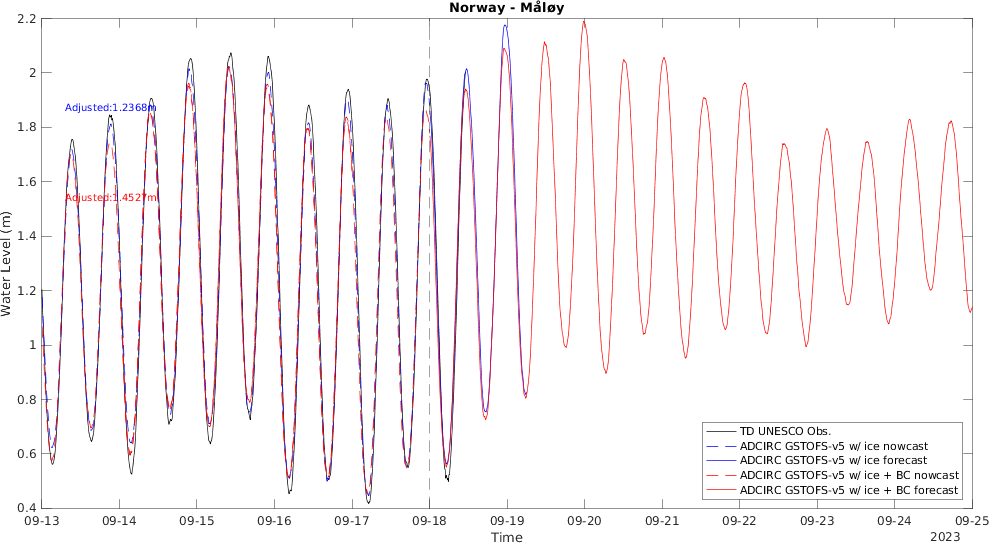 Norway - Måløy
2.2
2
1.8
1.6
1.4
1.2
1
0.8
0.6
0.4
Water Level (m)
Adjusted:1.2368m
Adjusted:1.4527m
TD UNESCO Obs.
ADCIRC GSTOFS-v5 w/ ice nowcast
ADCIRC GSTOFS-v5 w/ ice forecast
ADCIRC GSTOFS-v5 w/ ice + BC nowcast
ADCIRC GSTOFS-v5 w/ ice + BC forecast
09-13 09-14 09-15 09-16 09-17 09-18 09-19 09-20 09-21 09-22 09-23 09-24 09-25
Time
2023